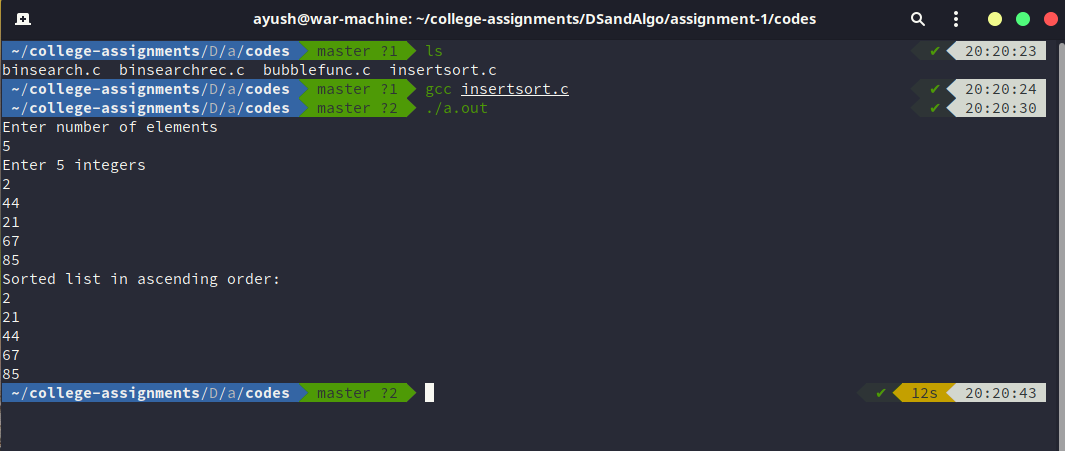 ayush@war-machine: ~/college-assignments/DSandAlgo/assignment-1/codes
~/college-assignments/D/a/codes master ?1 ls ✔ 20:20:23
binsearch.c binsearchrec.c bubblefunc.c insertsort.c
~/college-assignments/D/a/codes master ?1 gcc insertsort.c ✔ 20:20:24
~/college-assignments/D/a/codes master ?2 ./a.out ✔ 20:20:30
Enter number of elements
5
Enter 5 integers
2
44
21
67
85
Sorted list in ascending order:
2
21
44
67
85
~/college-assignments/D/a/codes master ?2 ✔ 12s 20:20:43